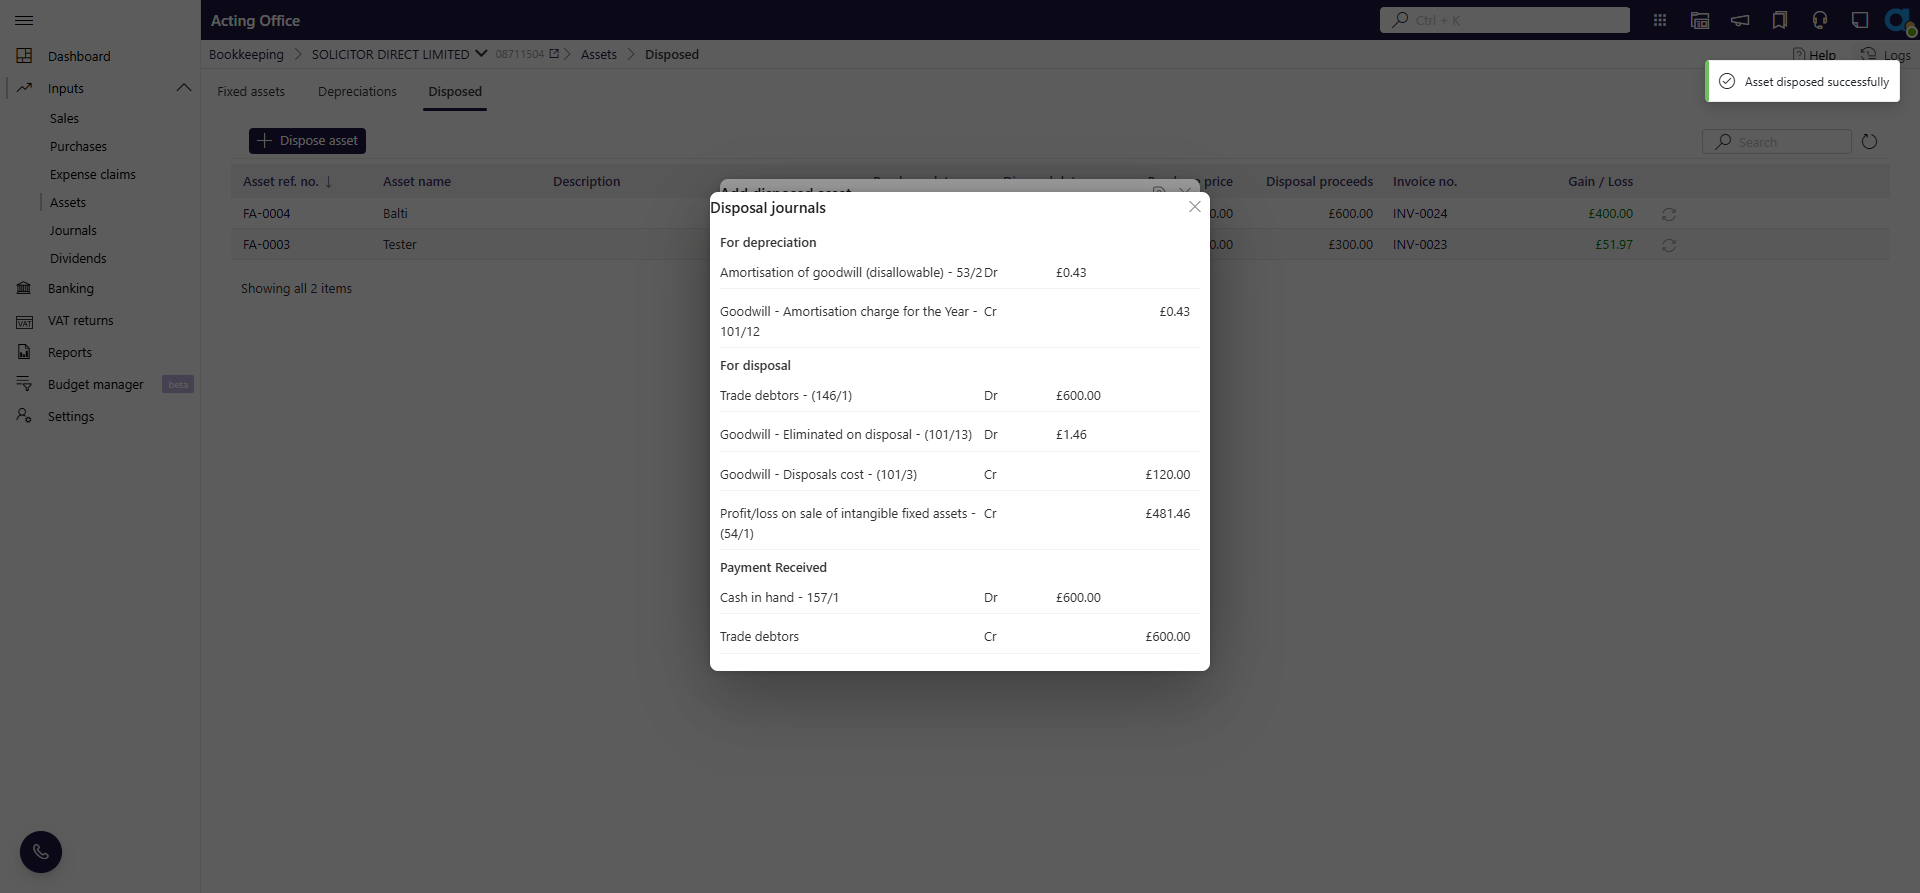 Acting Office
Ctrl + K
Dashboard
Inputs
Sales
Purchases
Expense claims
Assets
Journals
Dividends
Banking
VAT returns
Reports
Budget manager beta
Settings
Bookkeeping SOLICITOR DIRECT LIMITED 08711504 Assets Disposed
Help Logs
Asset disposed successfully
Fixed assets Depreciations Disposed
Dispose asset
Search
Asset ref. no. Asset name Description price Disposal proceeds Invoice no. Gain / Loss
FA-0004 Balti 0.00 £600.00 INV-0024 £400.00
FA-0003 Tester 0.00 £300.00 INV-0023 £51.97
Showing all 2 items
Add disposed asset
Disposal journals
For depreciation
Amortisation of goodwill (disallowable) - 53/2 Dr £0.43
Goodwill - Amortisation charge for the Year - Cr £0.43
101/12
For disposal
Trade debtors - (146/1) Dr £600.00
Goodwill - Eliminated on disposal - (101/13) Dr £1.46
Goodwill - Disposals cost - (101/3) Cr £120.00
Profit/loss on sale of intangible fixed assets - Cr £481.46
(54/1)
Payment Received
Cash in hand - 157/1 Dr £600.00
Trade debtors Cr £600.00